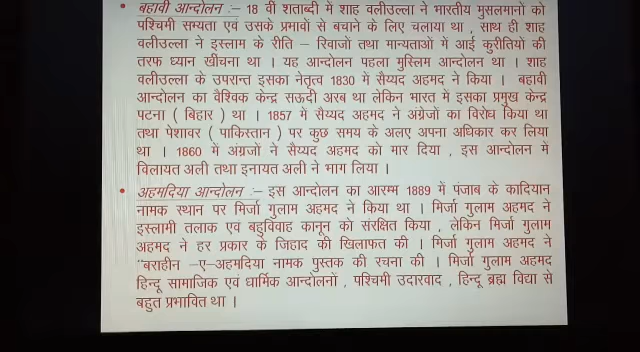 • बहावी आन्दोलन :– 18 वी शताब्दी में शाह वलीउल्ला ने भारतीय मुसलमानों को
पश्चिमी सभ्यता एवं उसके प्रभावों से बचाने के लिए चलाया था , साथ ही शाह
वलीउल्ला ने इस्लाम के रीति – रिवाजों तथा मान्यताओं में आई कुरीतियों की
तरफ ध्यान खींचना था । यह आन्दोलन पहला मुस्लिम आन्दोलन था । शाह
वलीउल्ला के उपरान्त इसका नेतृत्व 1830 में सैय्यद अहमद ने किया । बहावी
आन्दोलन का वैश्विक केन्द्र सऊदी अरब था लेकिन भारत में इसका प्रमुख केन्द्र
पटना ( बिहार ) था । 1857 में सैय्यद अहमद ने अंग्रेजों का विरोध किया था
तथा पेशावर ( पाकिस्तान ) पर कुछ समय के अलए अपना अधिकार कर लिया
था । 1860 में अंग्रजों ने सैय्यद अहमद को मार दिया , इस आन्दोलन में
विलायत अली तथा इनायत अली ने भाग लिया ।
• अहमदिया आन्दोलन :– इस आन्दोलन का आरम्म 1889 में पंजाब के कादियान
नामक स्थान पर मिर्जा गुलाम अहमद ने किया था । मिर्जा गुलाम अहमद ने
इस्लामी तलाक एवं बहुविवाह कानून को संरक्षित किया , लेकिन मिर्जा गुलाम
अहमद ने हर प्रकार के जिहाद की खिलाफत की । मिर्जा गुलाम अहमद ने
"बराहीन –ए–अहमदिया नामक पुस्तक की रचना की । मिर्जा गुलाम अहमद
हिन्दू सामाजिक एवं धार्मिक आन्दोलनों , पश्चिमी उदारवाद , हिन्दू ब्रह्म विद्या से
बहुत प्रभावित था ।